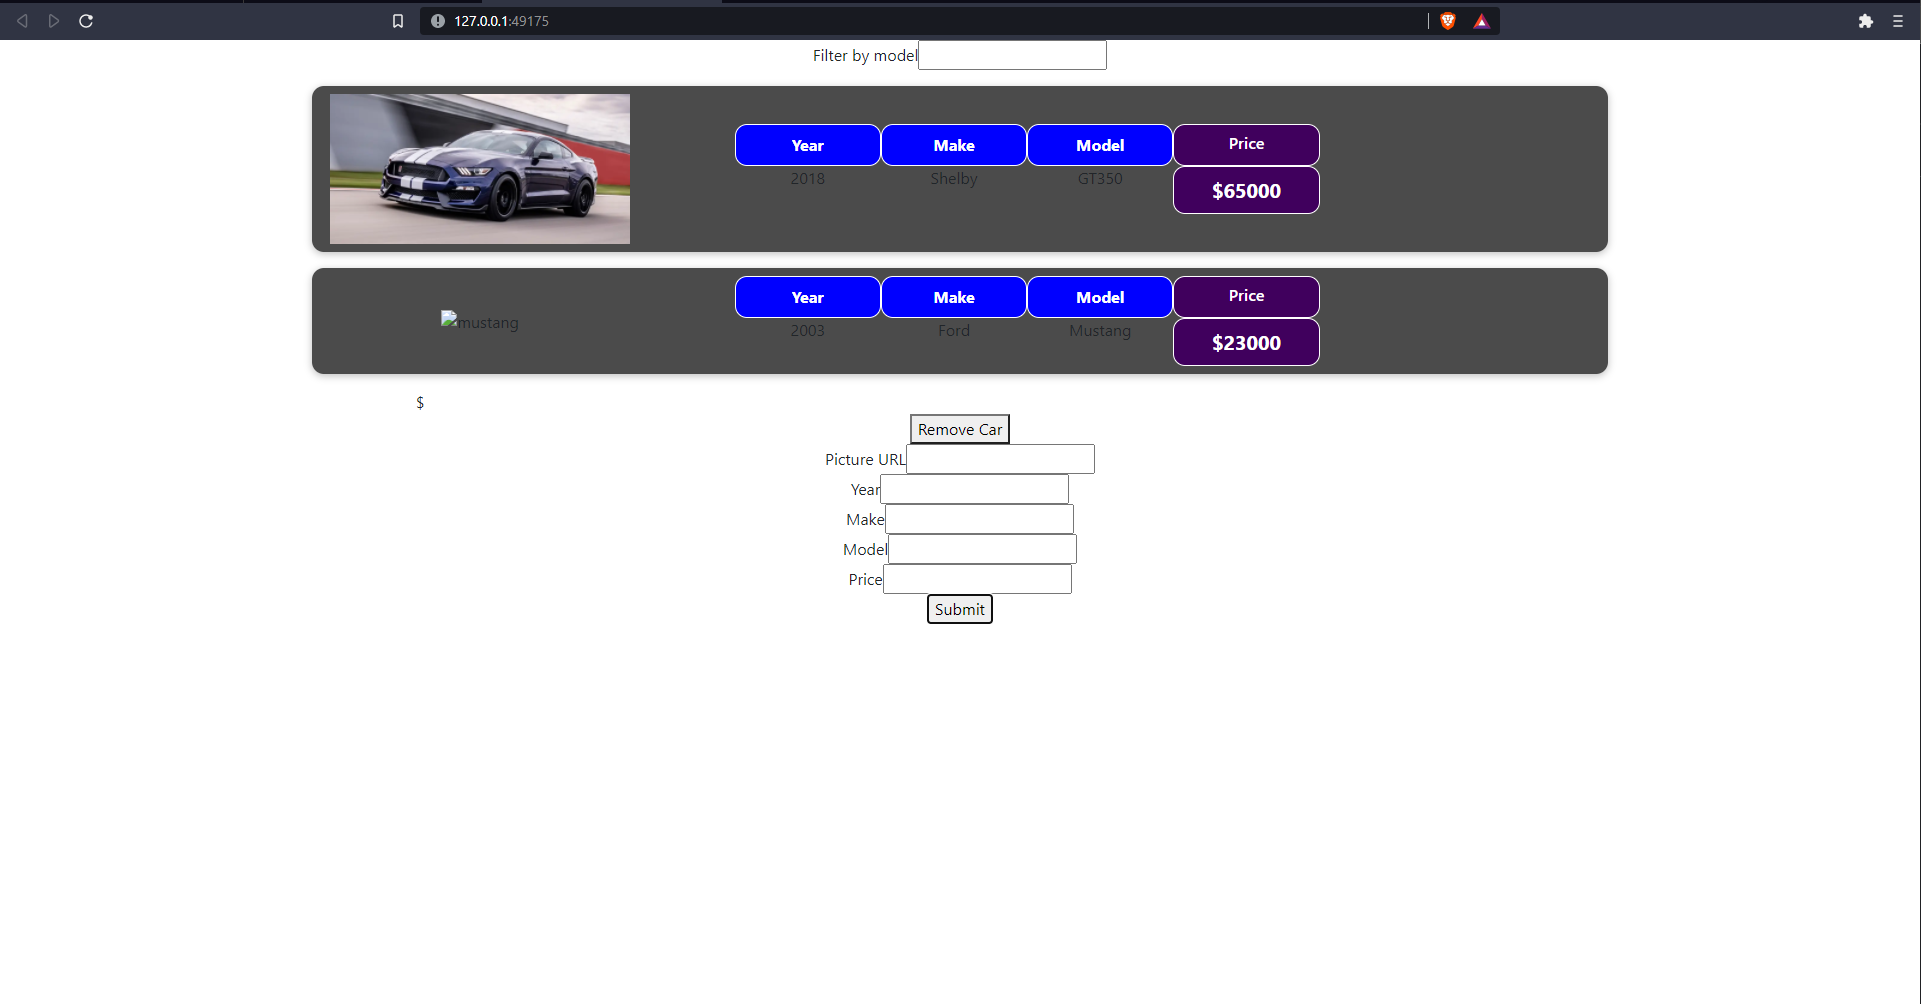 127.0.0.1:49175
Filter by model
Year Make Model Price
2018 Shelby GT350
$65000
Year Make Model Price
mustang
2003 Ford Mustang
$23000
$
Remove Car
Picture URL
Year
Make
Model
Price
Submit